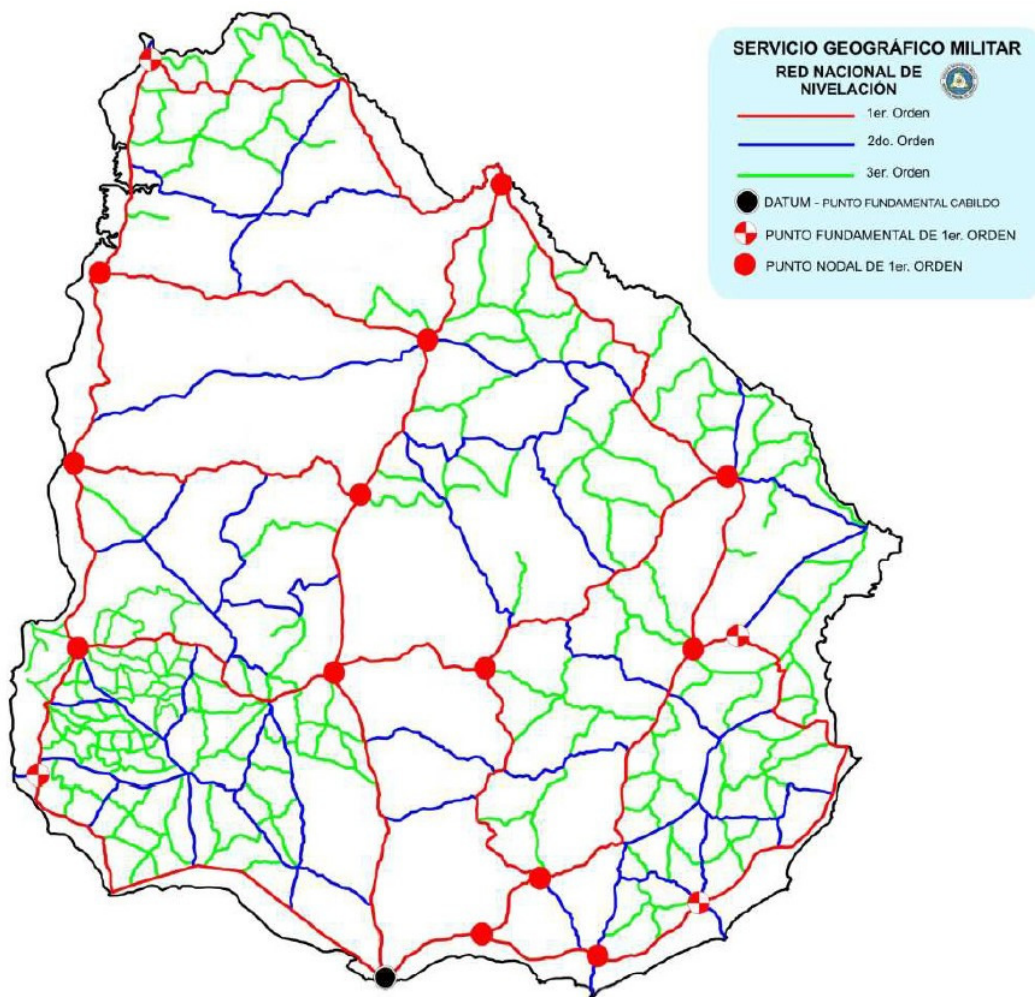 SERVICIO GEOGRÁFICO MILITAR
RED NACIONAL DE
NIVELACIÓN
1er. Orden
2do. Orden
3er. Orden
DATUM - PUNTO FUNDAMENTAL CABILDO
PUNTO FUNDAMENTAL DE 1er. ORDEN
PUNTO NODAL DE 1er. ORDEN